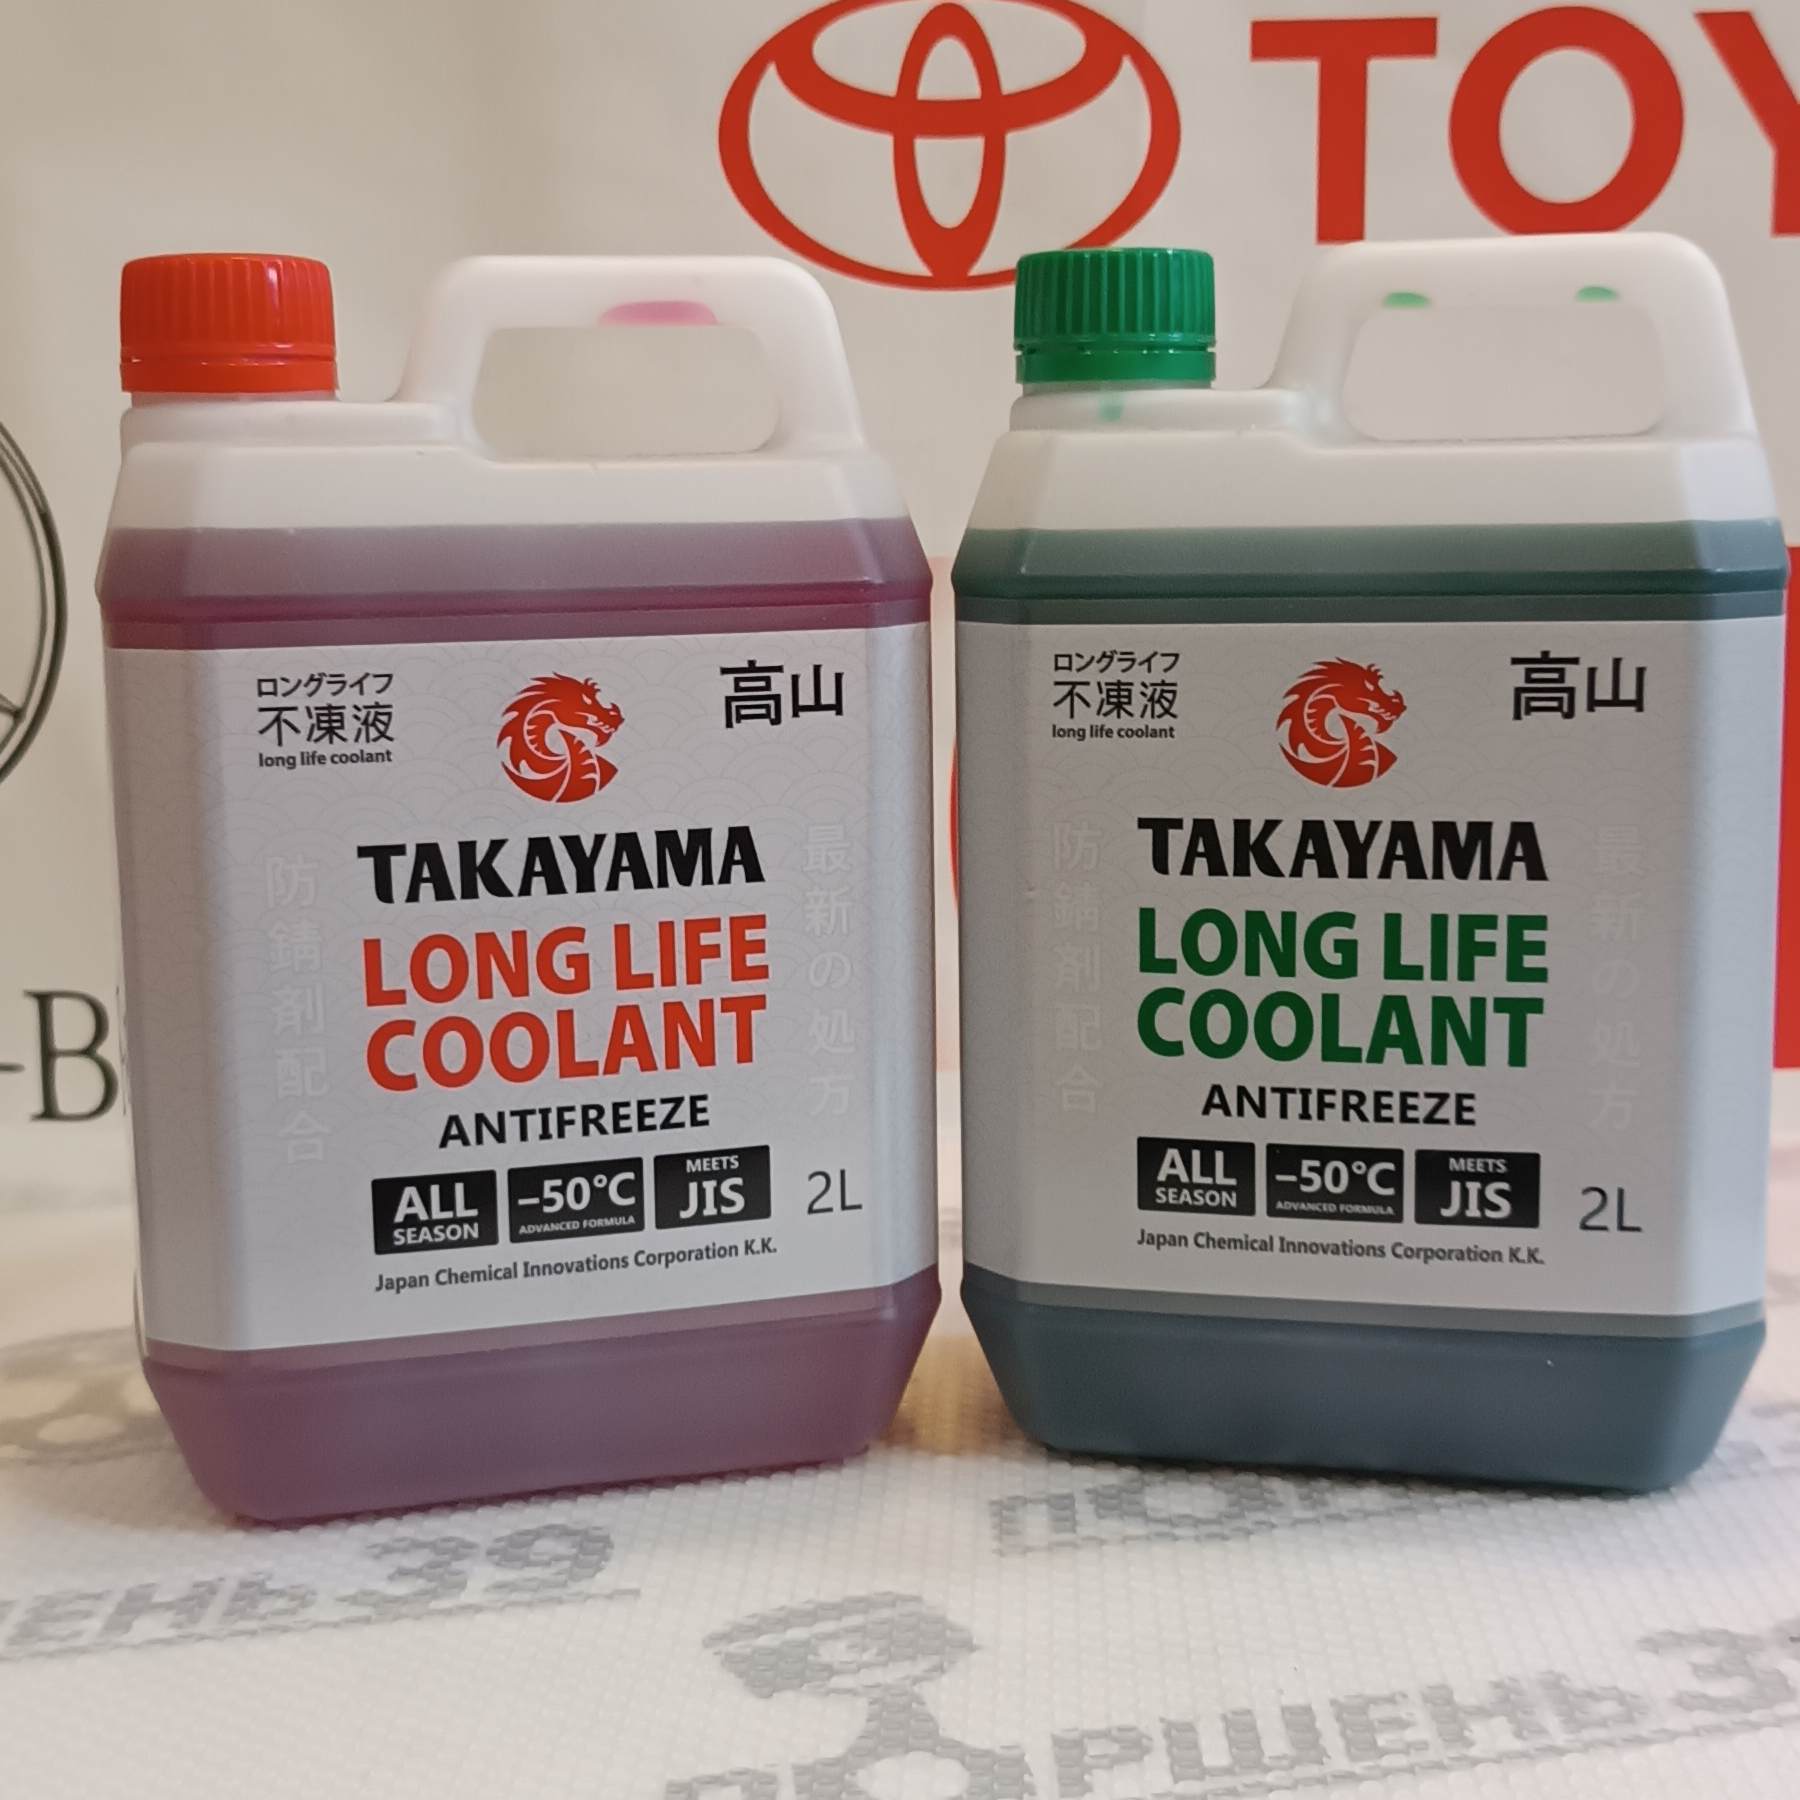 TOY
-B
ロングライフ
不凍液
long life coolant
高山
防錆剤配合
最新の処方
TAKAYAMA
LONG LIFE
COOLANT
ANTIFREEZE
ALL
SEASON
–50°C
ADVANCED FORMULA
MEETS
JIS
2L
Japan Chemical Innovations Corporation K.K.
ロングライフ
不凍液
long life coolant
高山
防錆剤配合
最新の処方
TAKAYAMA
LONG LIFE
COOLANT
ANTIFREEZE
ALL
SEASON
–50°C
ADVANCED FORMULA
MEETS
JIS
2L
Japan Chemical Innovations Corporation K.K.
шень39
поршень3